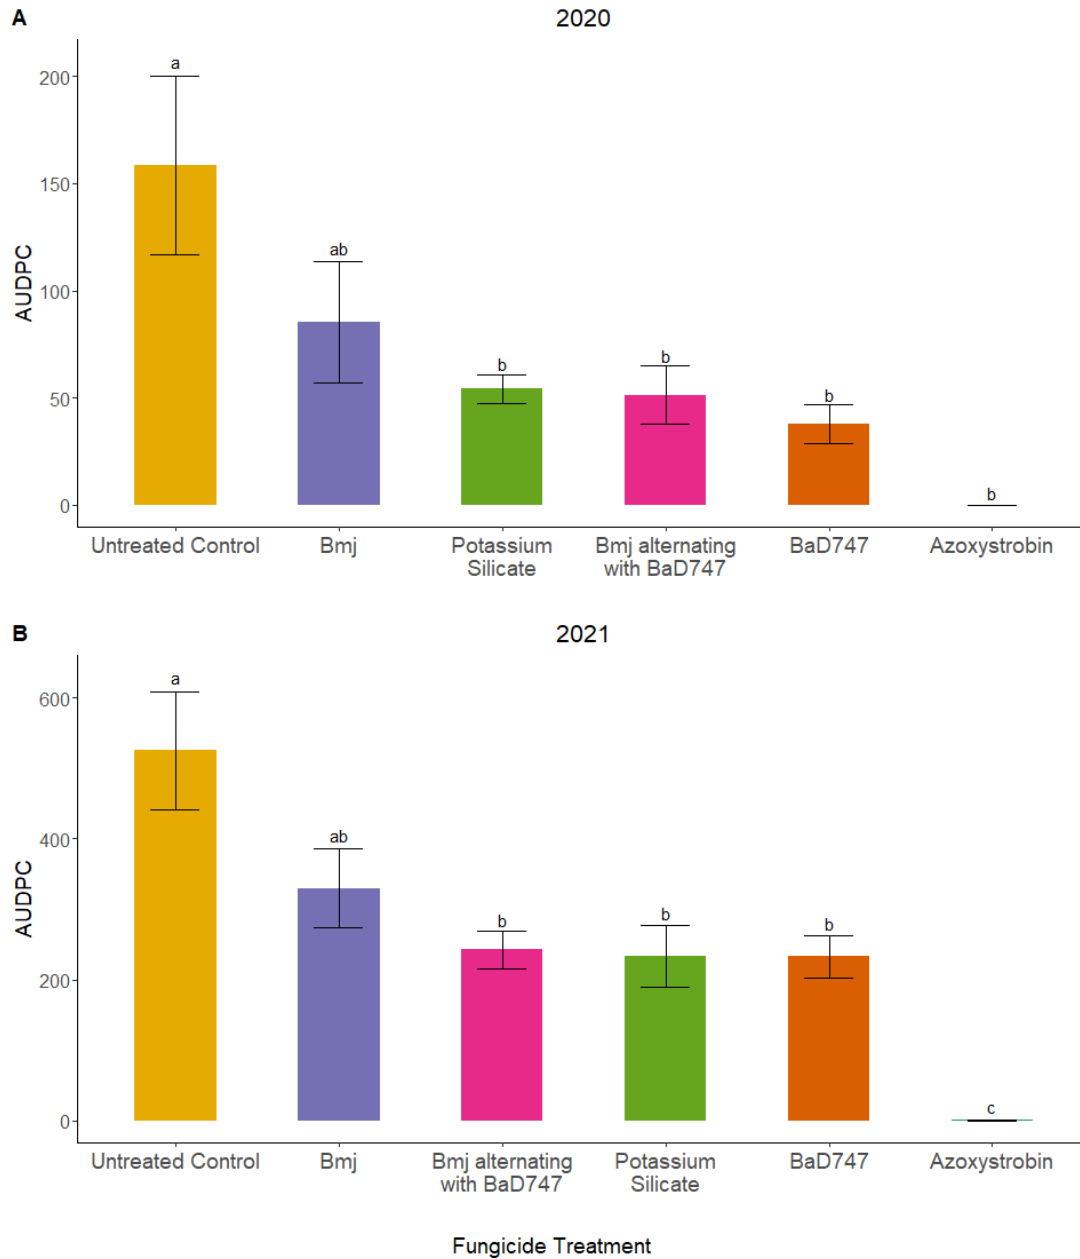 A
2020
AUDPC
200
150
100
50
0
a
ab
b
b
b
b
Untreated Control
Bmj
Potassium
Silicate
Bmj alternating
with BaD747
BaD747
Azoxystrobin
B
2021
AUDPC
600
400
200
0
a
ab
b
b
b
c
Untreated Control
Bmj
Bmj alternating
with BaD747
Potassium
Silicate
BaD747
Azoxystrobin
Fungicide Treatment